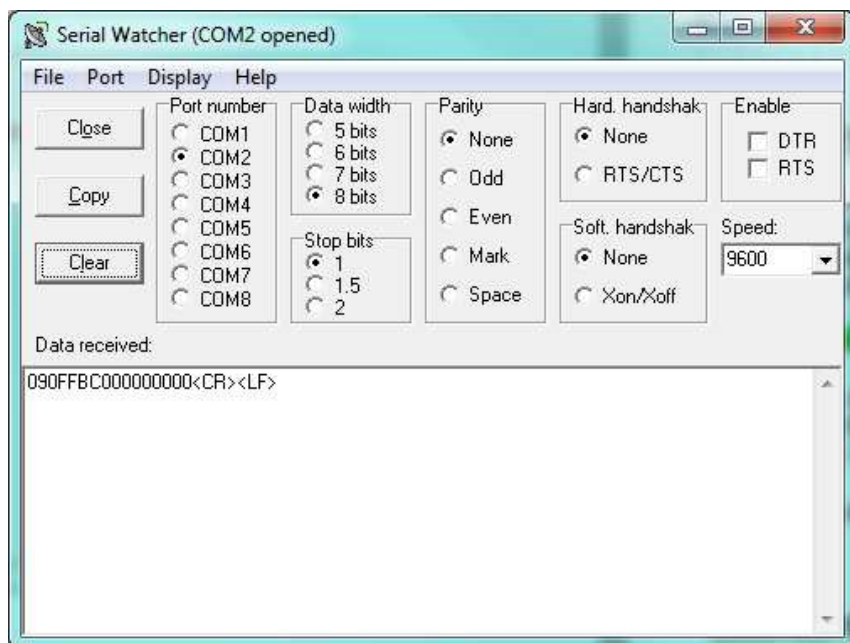 Serial Watcher (COM2 opened)
File Port Display Help
Close
Copy
Clear
Port number
COM1
COM2
COM3
COM4
COM5
COM6
COM7
COM8
Data width
5 bits
6 bits
7 bits
8 bits
Stop bits
1
1.5
2
Parity
None
Odd
Even
Mark
Space
Hard. handshak
None
RTS/CTS
Soft. handshak
None
Xon/Xoff
Enable
DTR
RTS
Speed:
9600
Data received:
090FFBC000000000<CR><LF>